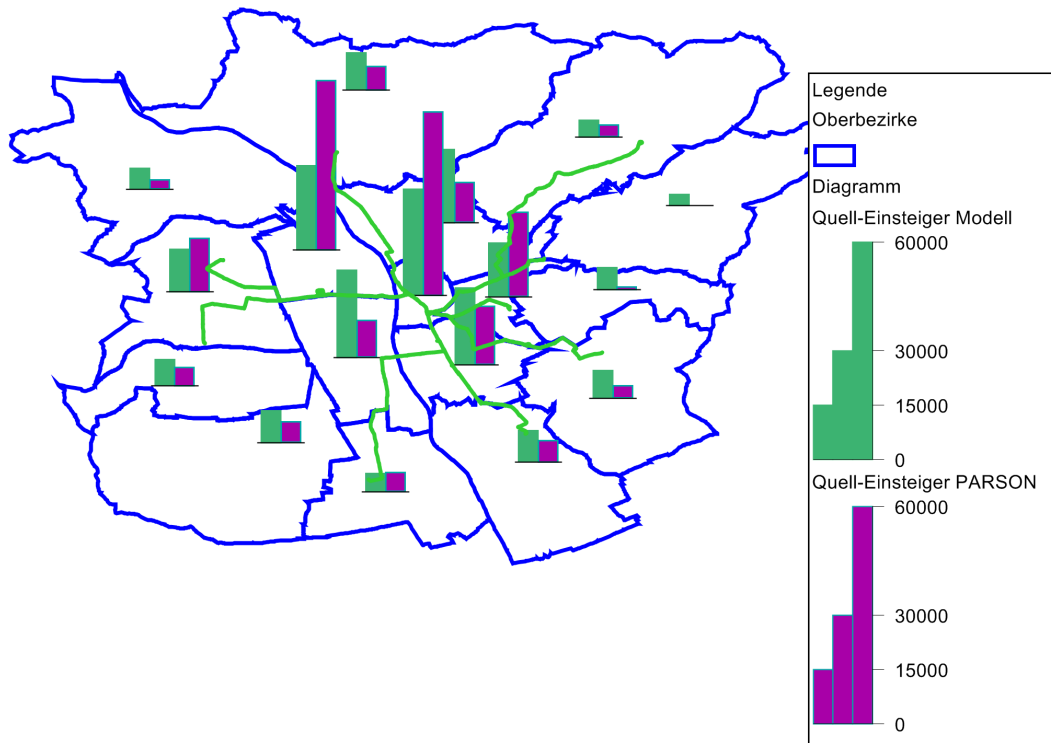 Legende
Oberbezirke
Diagramm
Quell-Einsteiger Modell
60000
30000
15000
0
Quell-Einsteiger PARSON
60000
30000
15000
0